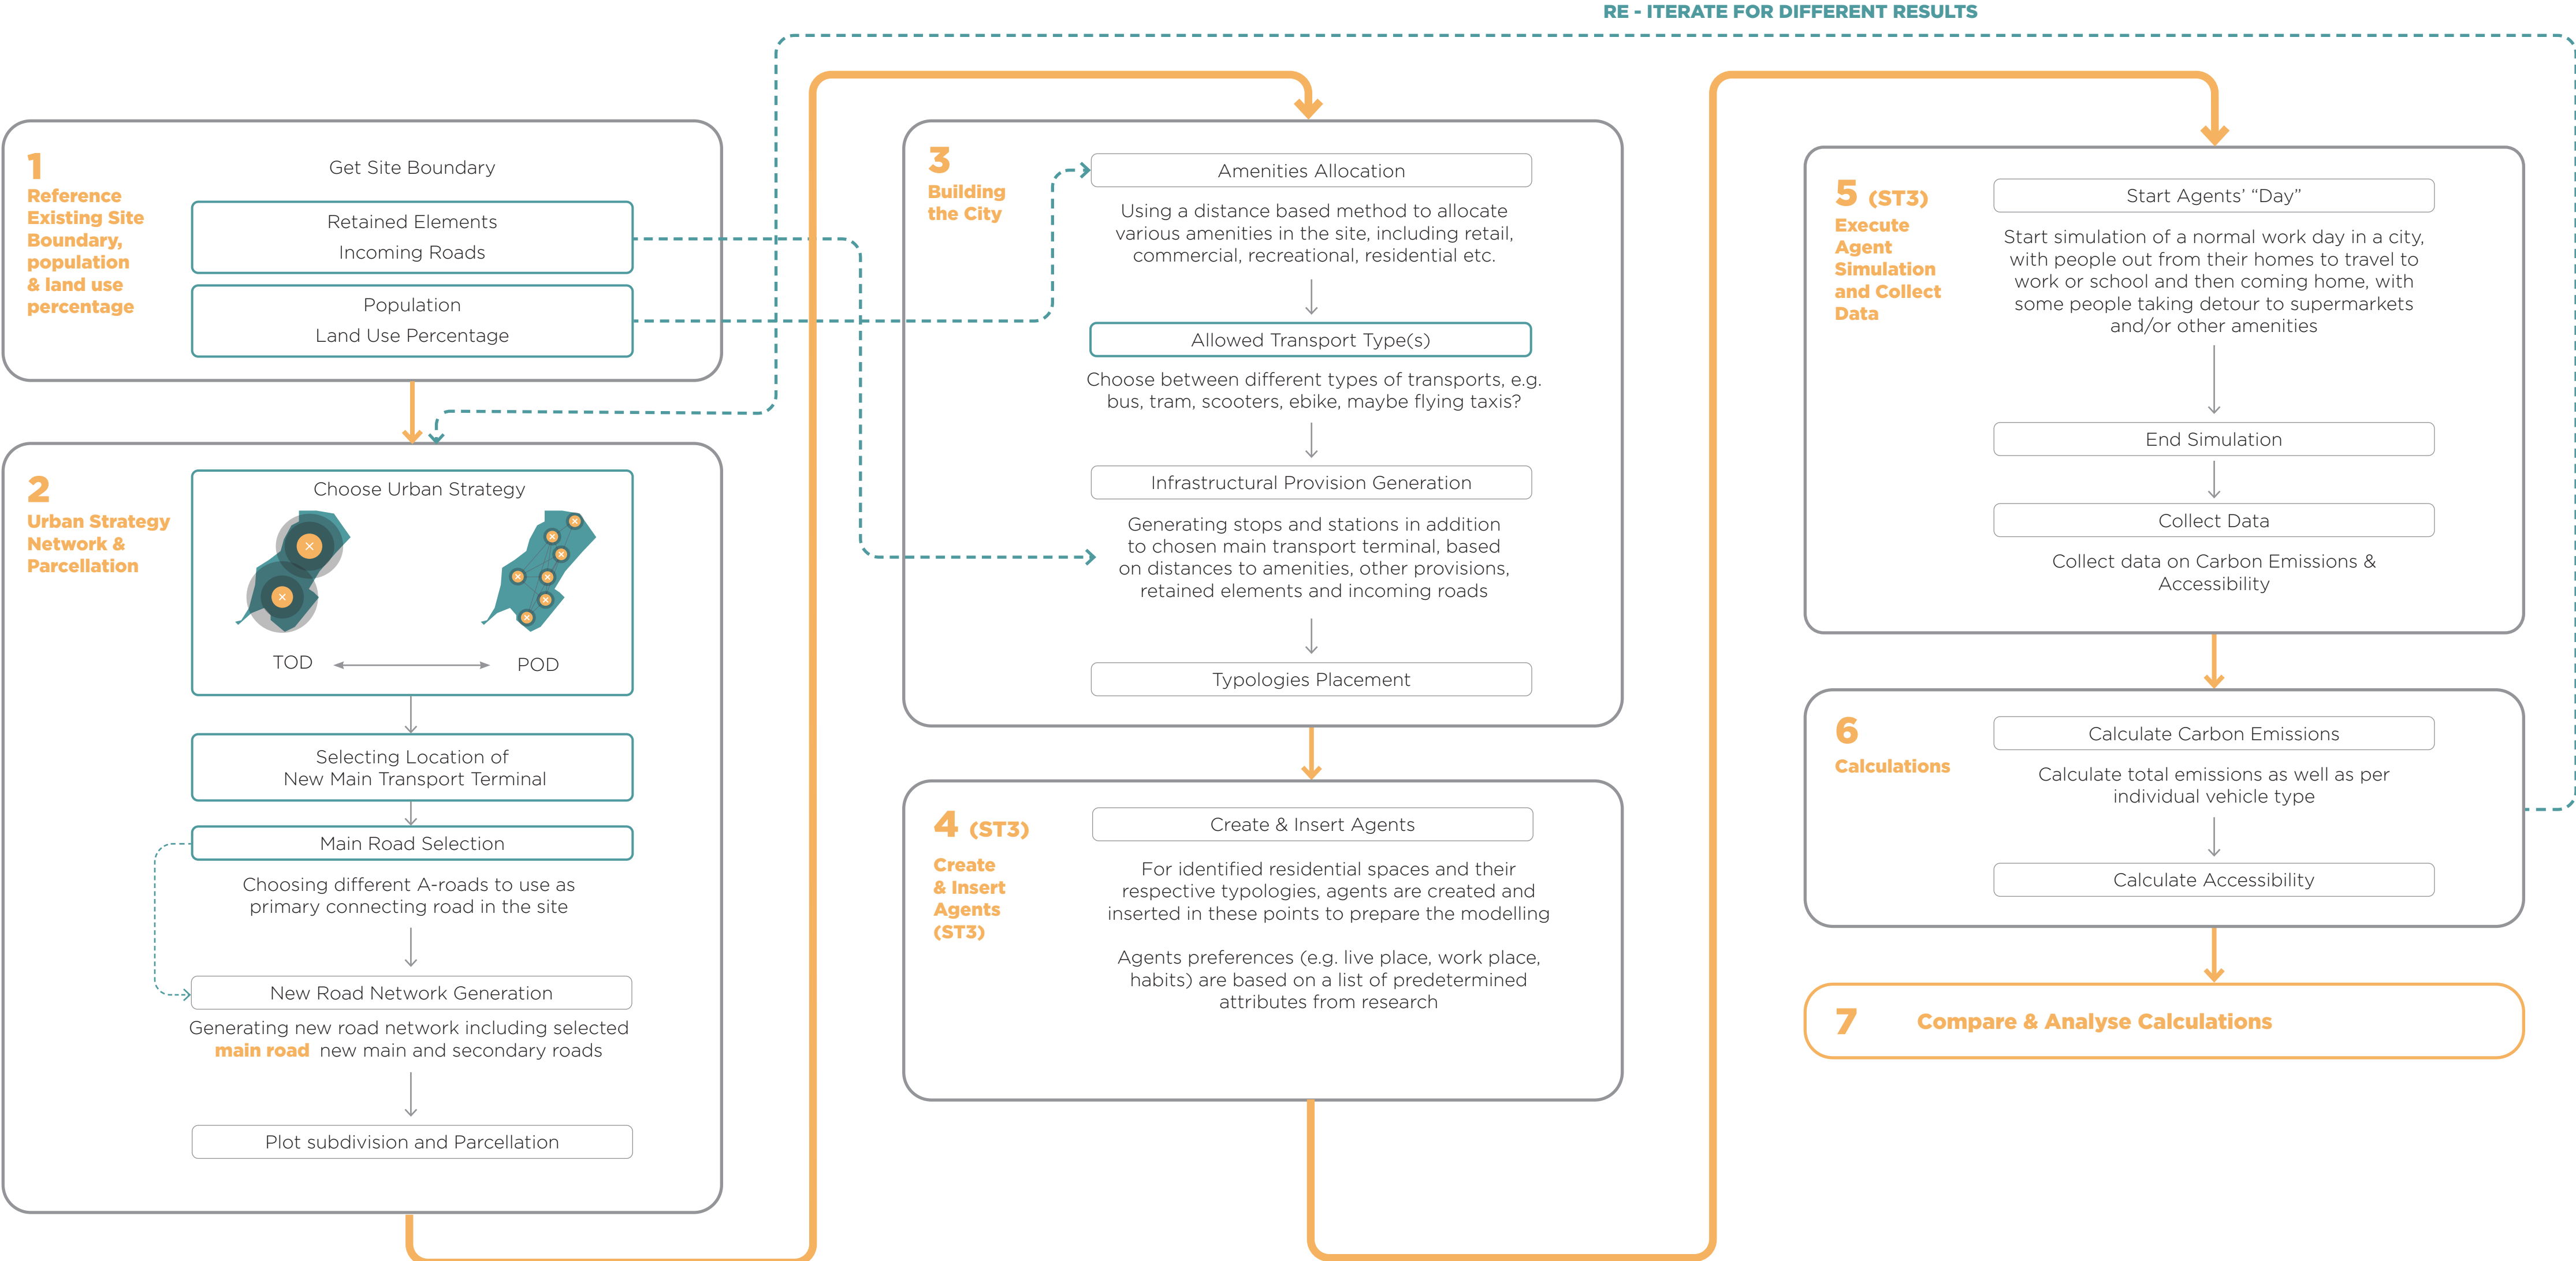 RE - ITERATE FOR DIFFERENT RESULTS
1
Reference
Existing Site
Boundary,
population
& land use
percentage
Get Site Boundary
Retained Elements
Incoming Roads
Population
Land Use Percentage
2
Urban Strategy
Network &
Parcellation
Choose Urban Strategy
TOD
POD
Selecting Location of
New Main Transport Terminal
Main Road Selection
Choosing different A-roads to use as
primary connecting road in the site
New Road Network Generation
Generating new road network including selected
main road new main and secondary roads
Plot subdivision and Parcellation
3
Building
the City
Amenities Allocation
Using a distance based method to allocate
various amenities in the site, including retail,
commercial, recreational, residential etc.
Allowed Transport Type(s)
Choose between different types of transports, e.g.
bus, tram, scooters, ebike, maybe flying taxis?
Infrastructural Provision Generation
Generating stops and stations in addition
to chosen main transport terminal, based
on distances to amenities, other provisions,
retained elements and incoming roads
Typologies Placement
4 (ST3)
Create
& Insert
Agents
(ST3)
Create & Insert Agents
For identified residential spaces and their
respective typologies, agents are created and
inserted in these points to prepare the modelling
Agents preferences (e.g. live place, work place,
habits) are based on a list of predetermined
attributes from research
5 (ST3)
Execute
Agent
Simulation
and Collect
Data
Start Agents’ “Day”
Start simulation of a normal work day in a city,
with people out from their homes to travel to
work or school and then coming home, with
some people taking detour to supermarkets
and/or other amenities
End Simulation
Collect Data
Collect data on Carbon Emissions &
Accessibility
6
Calculations
Calculate Carbon Emissions
Calculate total emissions as well as per
individual vehicle type
Calculate Accessibility
7 Compare & Analyse Calculations